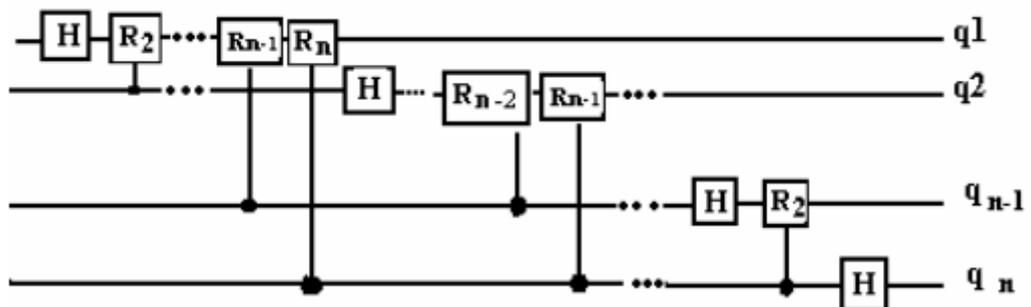 H R2 Rn-1 Rn q1
H Rn-2 Rn-1 q2
H R2 q n-1
H q n